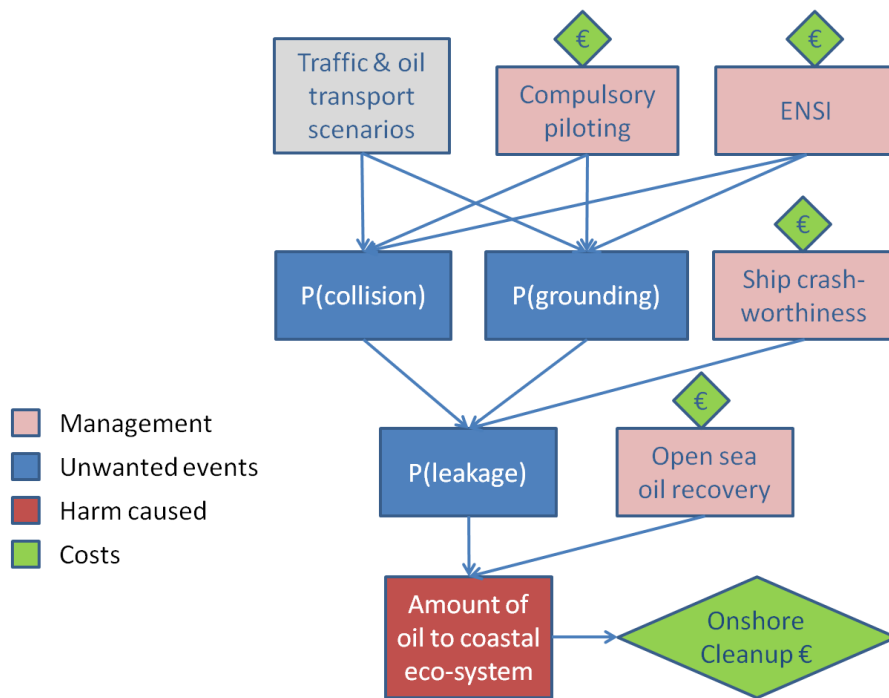 €
€
Traffic & oil
transport
scenarios
Compulsory
piloting
ENSI
€
P(collision)
P(grounding)
Ship crash-
worthiness
€
Management
Unwanted events
Harm caused
Costs
P(leakage)
Open sea
oil recovery
Amount of
oil to coastal
eco-system
Onshore
Cleanup €